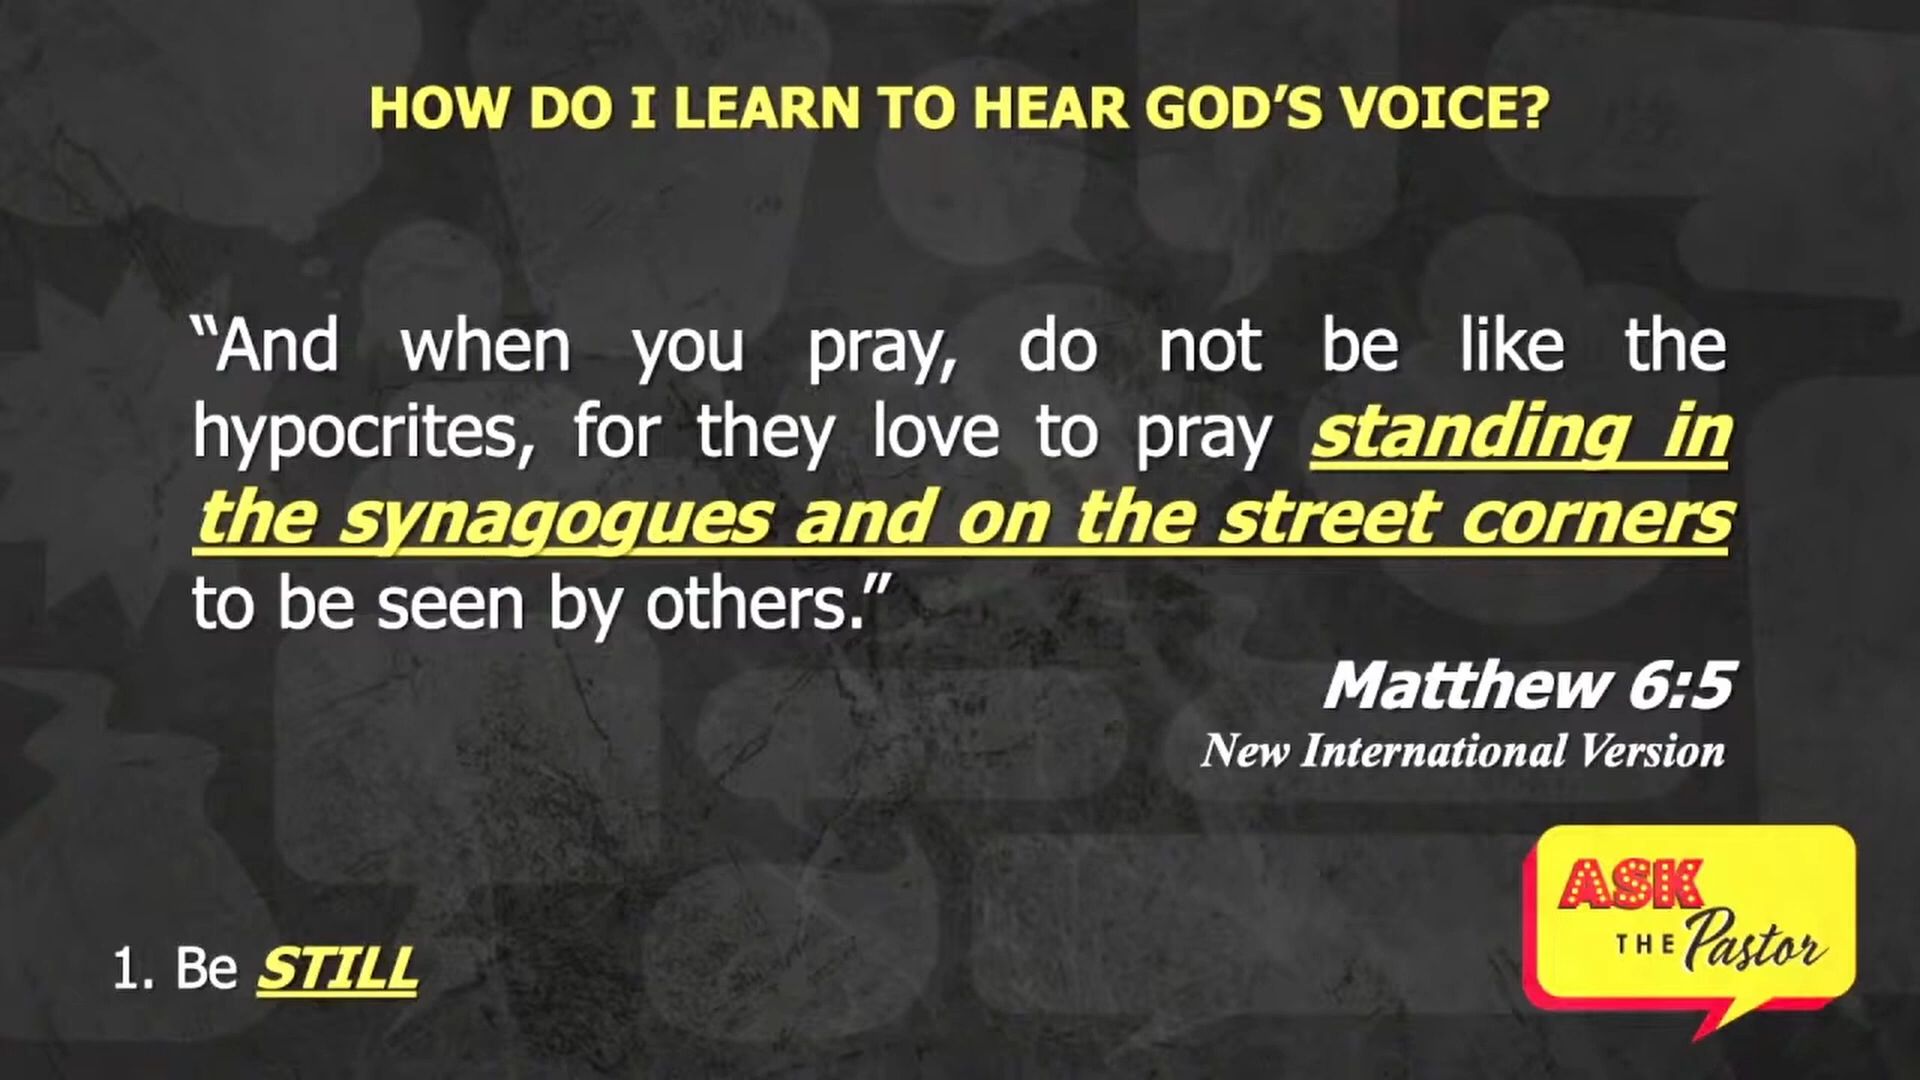 HOW DO I LEARN TO HEAR GOD’S VOICE?
“And when you pray, do not be like the
hypocrites, for they love to pray standing in
the synagogues and on the street corners
to be seen by others.”
Matthew 6:5
New International Version
1. Be STILL
ASK
THE Pastor